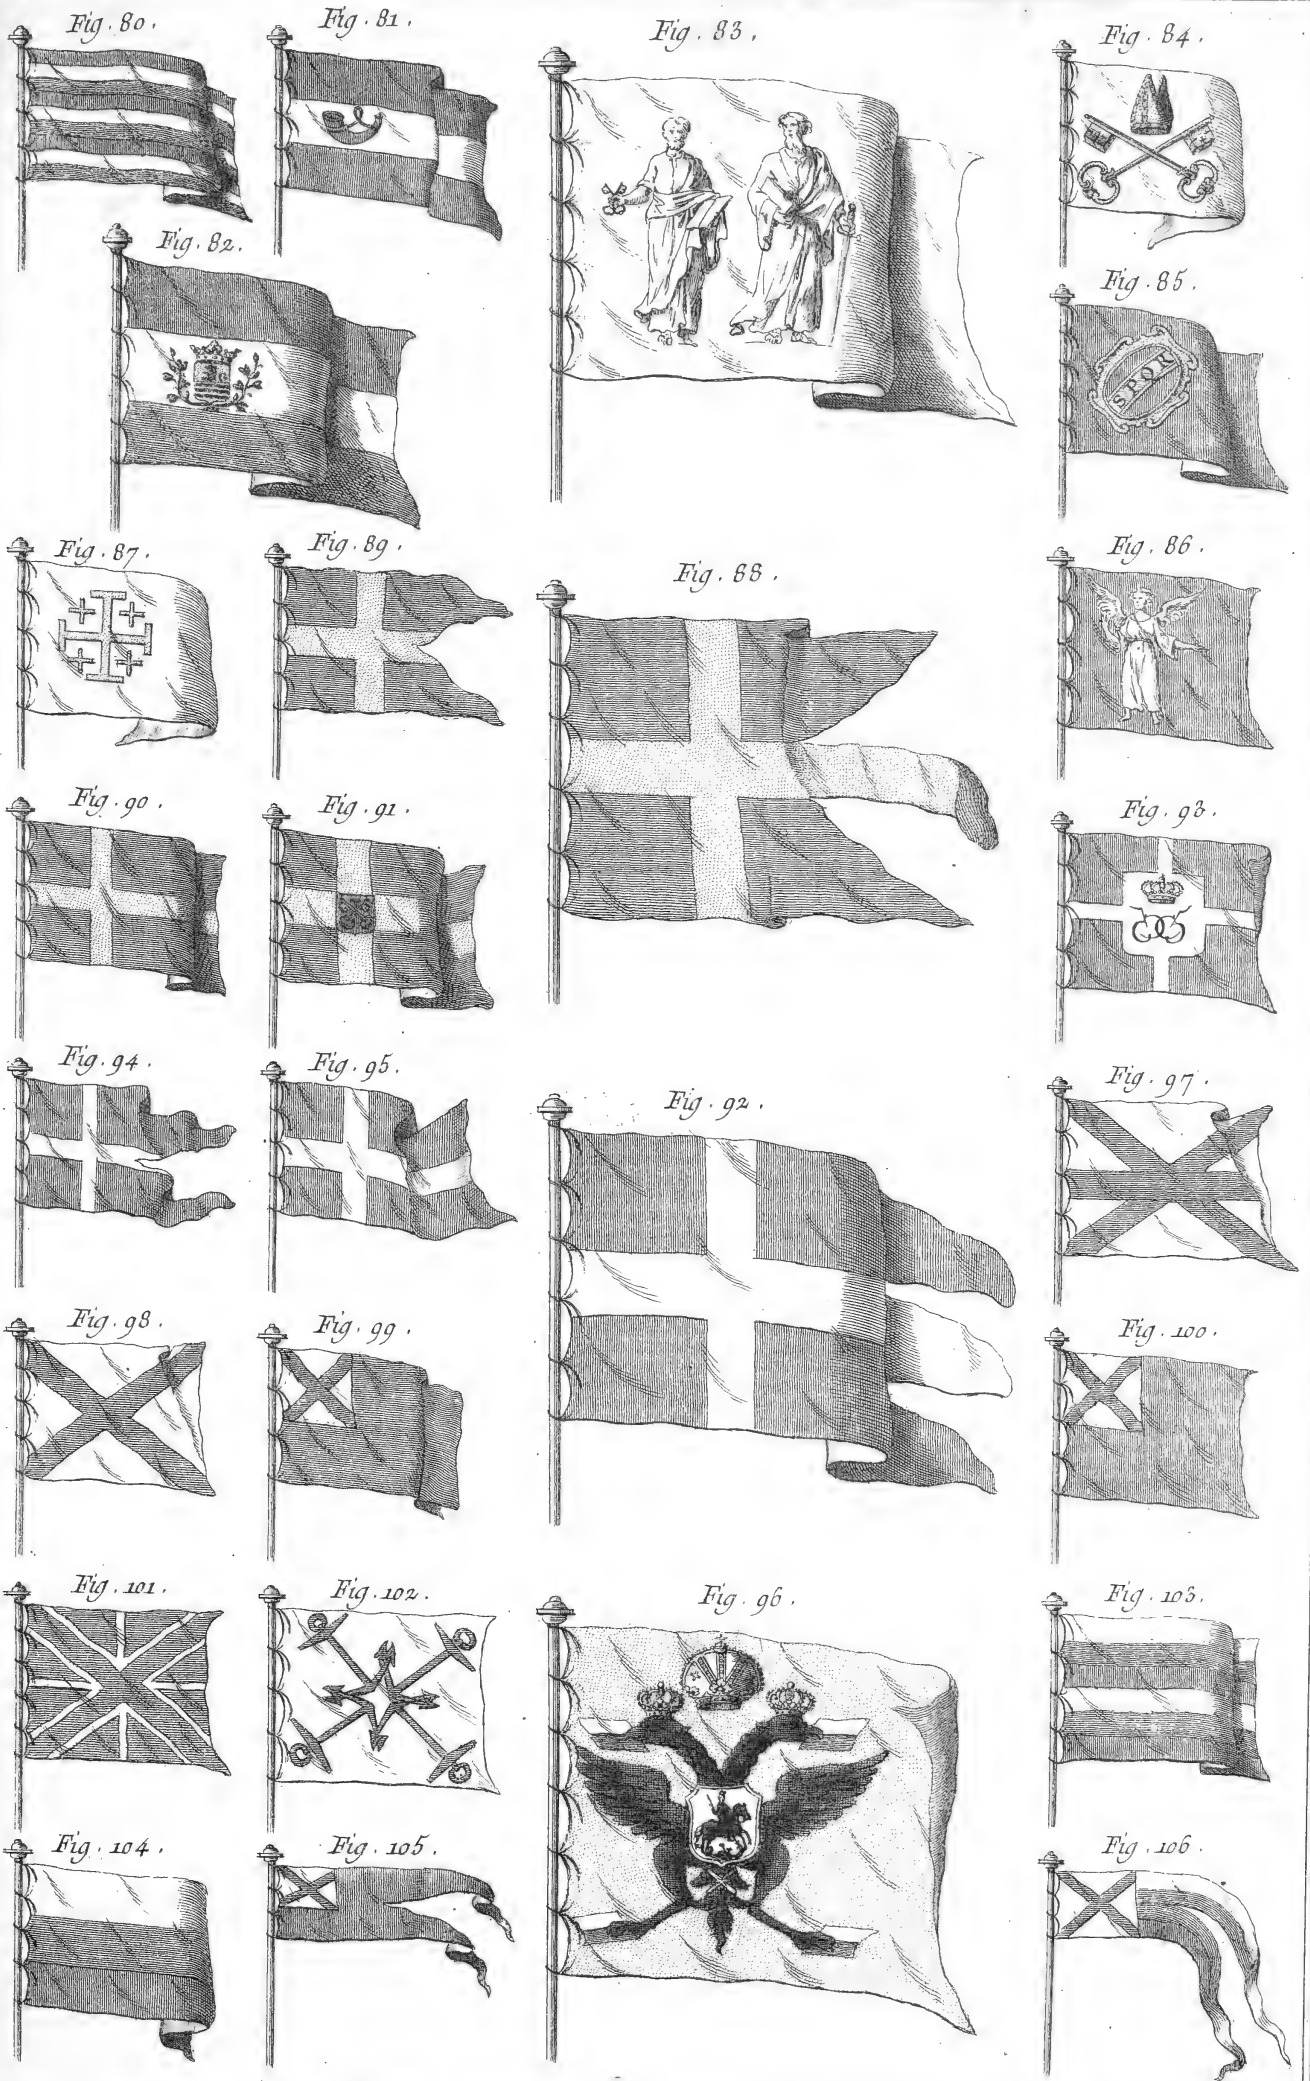 Fig. 80.
Fig. 81.
Fig. 83.
Fig. 84.
Fig. 82.
Fig. 85.
SPQR
Fig. 87.
Fig. 89.
Fig. 88.
Fig. 86.
Fig. 90.
Fig. 91.
Fig. 93.
Fig. 94.
Fig. 95.
Fig. 92.
Fig. 97.
Fig. 98.
Fig. 99.
Fig. 100.
Fig. 101.
Fig. 102.
Fig. 96.
Fig. 103.
Fig. 104.
Fig. 105.
Fig. 106.